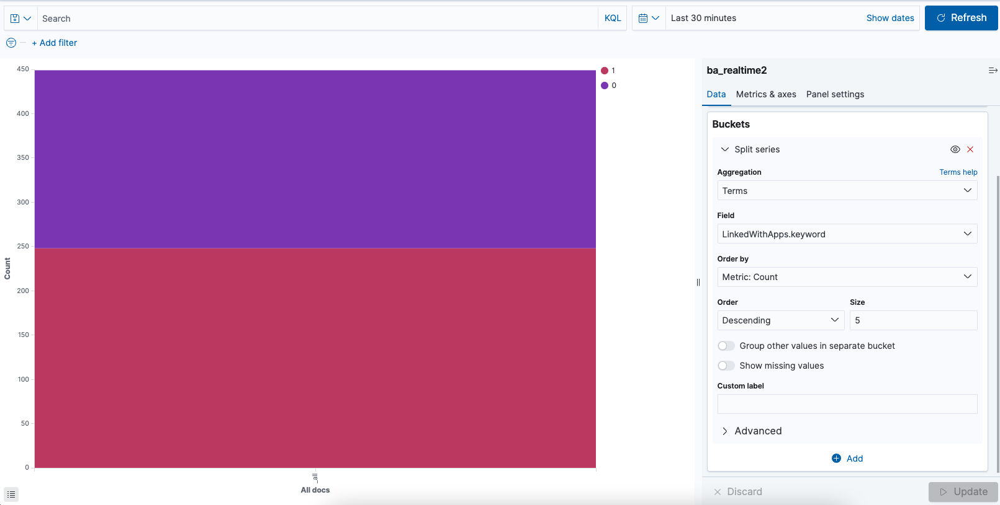 Search KQL Last 30 minutes Show dates Refresh
+ Add filter
1
0
450
400
350
300
250
200
150
100
50
0
Count
_all
All docs
ba_realtime2
Data Metrics & axes Panel settings
Buckets
Split series
Aggregation Terms help
Terms
Field
LinkedWithApps.keyword
Order by
Metric: Count
Order Size
Descending 5
Group other values in separate bucket
Show missing values
Custom label
Advanced
Add
Discard Update